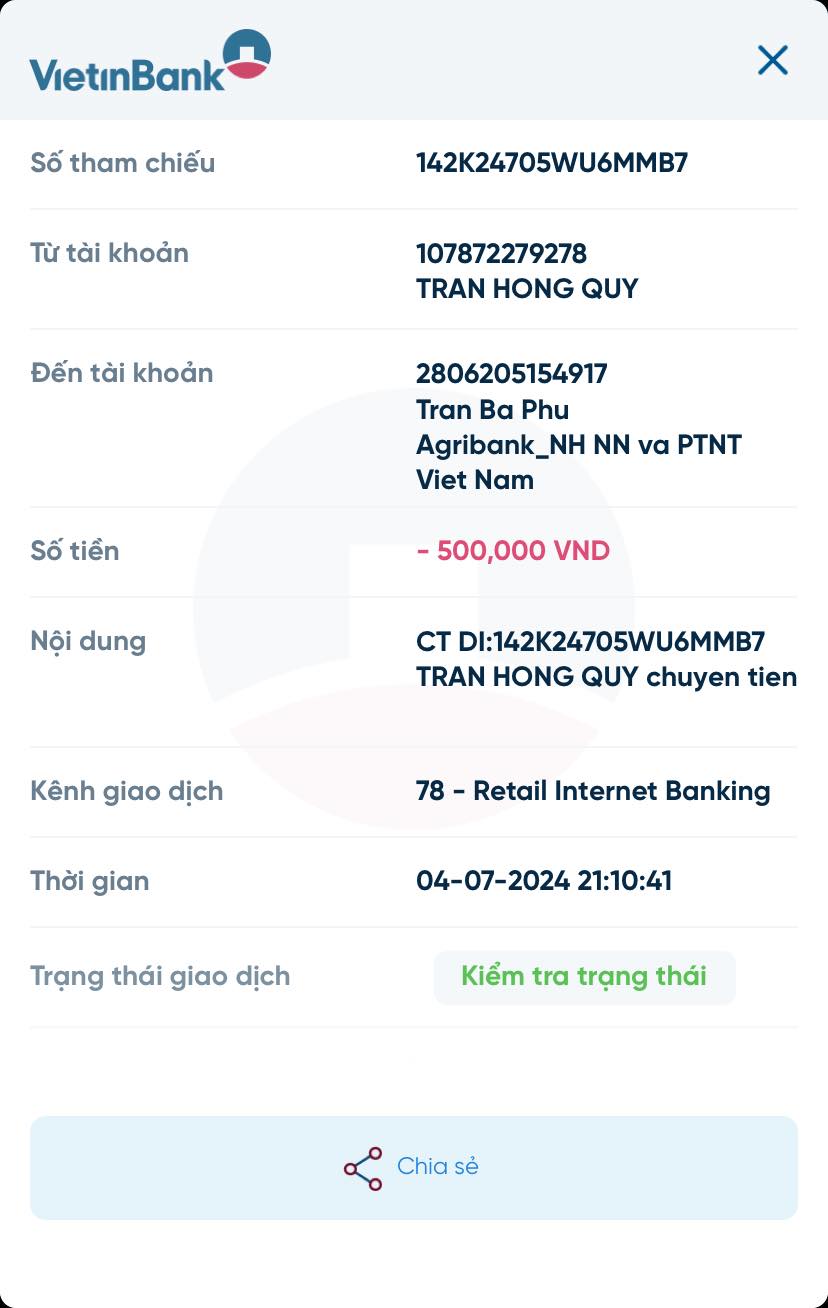 VietinBank
Số tham chiếu
142K24705WU6MMB7
Từ tài khoản
107872279278
TRAN HONG QUY
Đến tài khoản
2806205154917
Tran Ba Phu
Agribank_NH NN va PTNT
Viet Nam
Số tiền
- 500,000 VND
Nội dung
CT DI:142K24705WU6MMB7
TRAN HONG QUY chuyen tien
Kênh giao dịch
78 - Retail Internet Banking
Thời gian
04-07-2024 21:10:41
Trạng thái giao dịch
Kiểm tra trạng thái
Chia sẻ